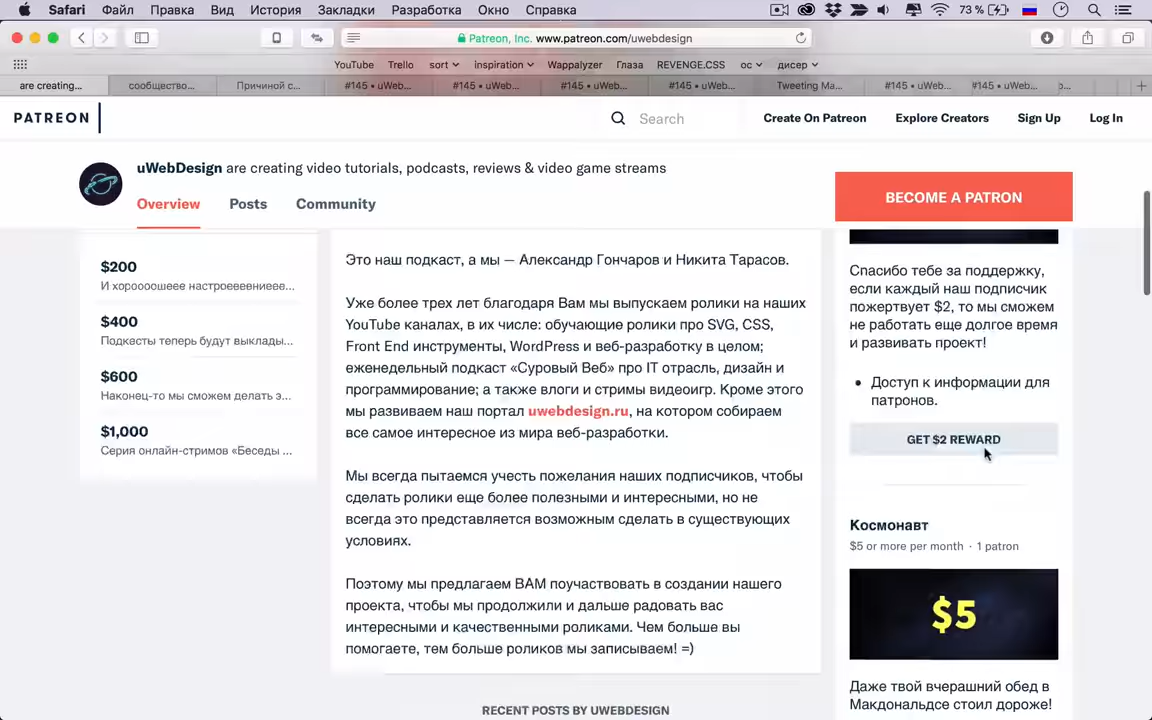 Safari Файл Правка Вид История Закладки Разработка Окно Справка 73 %
Patreon, Inc. www.patreon.com/uwebdesign
YouTube Trello sort inspiration Wappalyzer Глаза REVENGE.CSS ос дисер
are creating... сообщество... Причиной с... #145 • uWeb... #145 • uWeb... #145 • uWeb... #145 • uWeb... Tweeting Ma... #145 • uWeb... #145 • uWeb...
PATREON Search Create On Patreon Explore Creators Sign Up Log In
uWebDesign are creating video tutorials, podcasts, reviews & video game streams
Overview Posts Community
BECOME A PATRON
$200
И хороооошеее настроеееениеее...
$400
Подкасты теперь будут выклады...
$600
Наконец-то мы сможем делать э...
$1,000
Серия онлайн-стримов «Беседы ...
Это наш подкаст, а мы — Александр Гончаров и Никита Тарасов.
Уже более трех лет благодаря Вам мы выпускаем ролики на наших
YouTube каналах, в их числе: обучающие ролики про SVG, CSS,
Front End инструменты, WordPress и веб-разработку в целом;
еженедельный подкаст «Суровый Веб» про IT отрасль, дизайн и
программирование; а также влоги и стримы видеоигр. Кроме этого
мы развиваем наш портал uwebdesign.ru, на котором собираем
все самое интересное из мира веб-разработки.
Мы всегда пытаемся учесть пожелания наших подписчиков, чтобы
сделать ролики еще более полезными и интересными, но не
всегда это представляется возможным сделать в существующих
условиях.
Поэтому мы предлагаем ВАМ поучаствовать в создании нашего
проекта, чтобы мы продолжили и дальше радовать вас
интересными и качественными роликами. Чем больше вы
помогаете, тем больше роликов мы записываем! =)
RECENT POSTS BY UWEBDESIGN
Спасибо тебе за поддержку,
если каждый наш подписчик
пожертвует $2, то мы сможем
не работать еще долгое время
и развивать проект!
• Доступ к информации для
патронов.
GET $2 REWARD
Космонавт
$5 or more per month · 1 patron
$5
Даже твой вчерашний обед в
Макдональдсе стоил дороже!